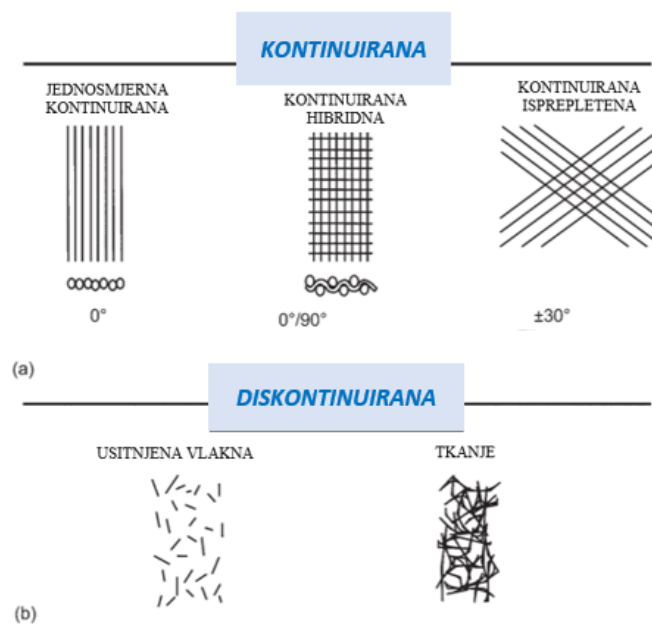 KONTINUIRANA
JEDNOSMJERNA
KONTINUIRANA
KONTINUIRANA
HIBRIDNA
KONTINUIRANA
ISPREPLETENA
0°
0°/90°
±30°
(a)
DISKONTINUIRANA
USITNJENA VLAKNA
TKANJE
(b)